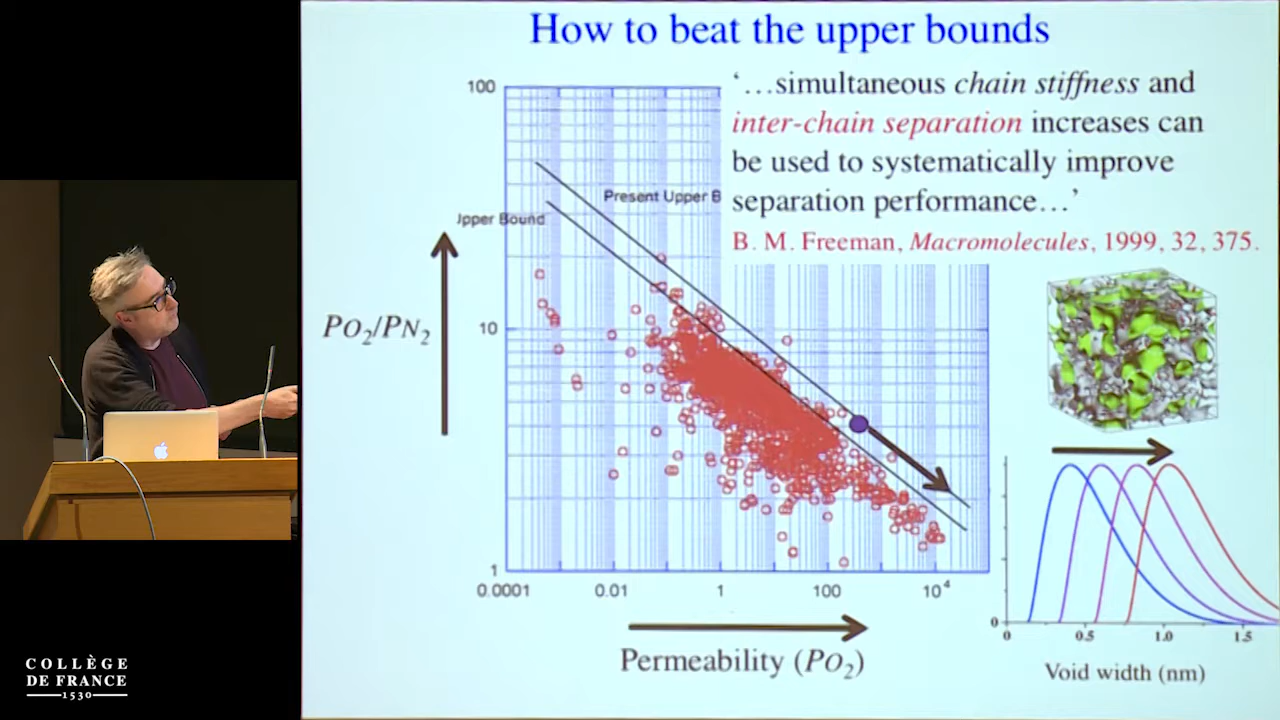 How to beat the upper bounds
'…simultaneous chain stiffness and
inter-chain separation increases can
be used to systematically improve
separation performance…'
B. M. Freeman, Macromolecules, 1999, 32, 375.
100
Present Upper B
Upper Bound
PO2/PN2
10
1
0.0001
0.01
1
100
10⁴
Permeability (PO2)
0
0
0.5
1.0
1.5
Void width (nm)
COLLÈGE
DE FRANCE
1530